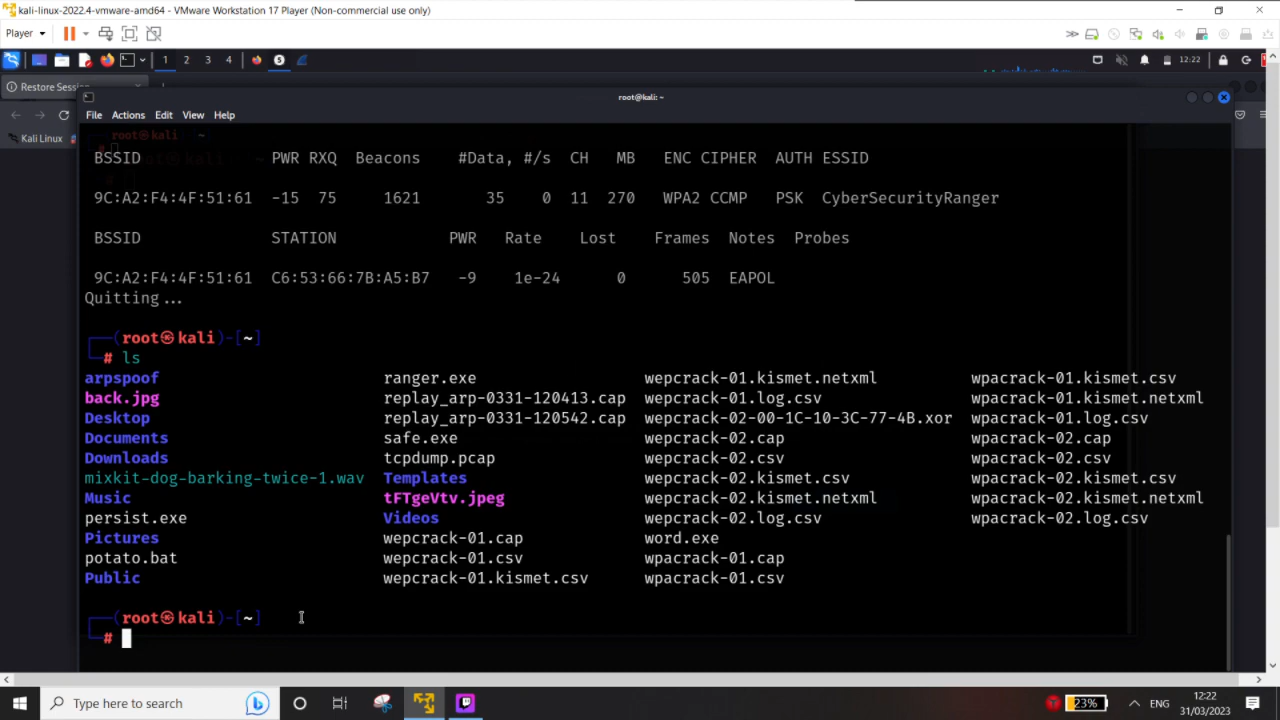 kali-linux-2022.4-vmware-amd64 - VMware Workstation 17 Player (Non-commercial use only)
Player
1 2 3 4 12:22
Restore Sess
root@kali: ~
File Actions Edit View Help
Kali Linux
BSSID PWR RXQ Beacons #Data, #/s CH MB ENC CIPHER AUTH ESSID
9C:A2:F4:4F:51:61 -15 75 1621 35 0 11 270 WPA2 CCMP PSK CyberSecurityRanger
BSSID STATION PWR Rate Lost Frames Notes Probes
9C:A2:F4:4F:51:61 C6:53:66:7B:A5:B7 -9 1e-24 0 505 EAPOL
Quitting...
(root㉿kali)-[~]
# ls
arpspoof ranger.exe wepcrack-01.kismet.netxml wpacrack-01.kismet.csv
back.jpg replay_arp-0331-120413.cap wepcrack-01.log.csv wpacrack-01.kismet.netxml
Desktop replay_arp-0331-120542.cap wepcrack-02-00-1C-10-3C-77-4B.xor wpacrack-01.log.csv
Documents safe.exe wepcrack-02.cap wpacrack-02.cap
Downloads tcpdump.pcap wepcrack-02.csv wpacrack-02.csv
mixkit-dog-barking-twice-1.wav Templates wepcrack-02.kismet.csv wpacrack-02.kismet.csv
Music tFTgeVtv.jpeg wepcrack-02.kismet.netxml wpacrack-02.kismet.netxml
persist.exe Videos wepcrack-02.log.csv wpacrack-02.log.csv
Pictures wepcrack-01.cap word.exe
potato.bat wepcrack-01.csv wpacrack-01.cap
Public wepcrack-01.kismet.csv wpacrack-01.csv
(root㉿kali)-[~]
#
Type here to search
23%
ENG
12:22
31/03/2023